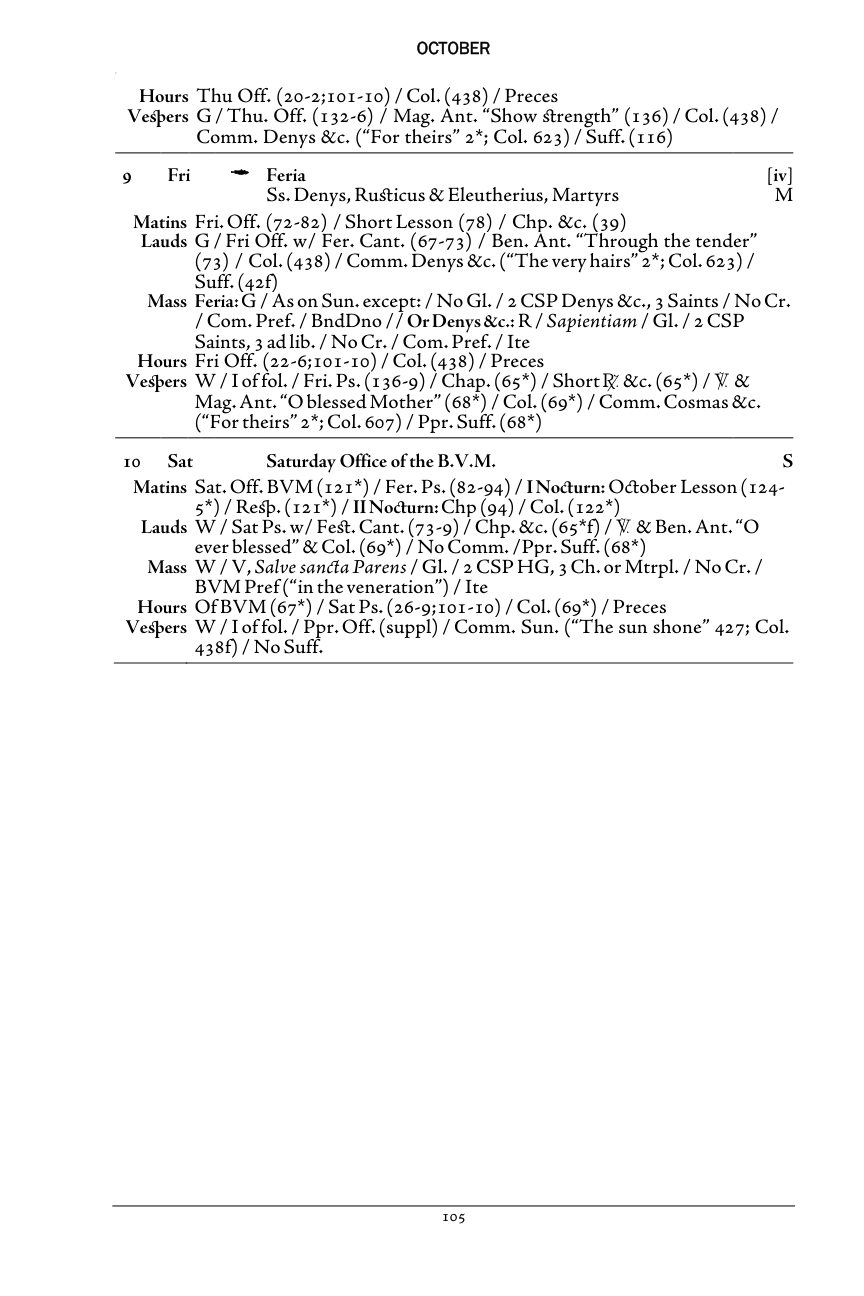 OCTOBER
Hours Thu Off. (20-2;101-10) / Col. (438) / Preces
Vespers G / Thu. Off. (132-6) / Mag. Ant. “Show strength” (136) / Col. (438) /
Comm. Denys &c. (“For theirs” 2*; Col. 623) / Suff. (116)
9 Fri Feria [iv]
Ss. Denys, Rusticus & Eleutherius, Martyrs M
Matins Fri. Off. (72-82) / Short Lesson (78) / Chp. &c. (39)
Lauds G / Fri Off. w/ Fer. Cant. (67-73) / Ben. Ant. “Through the tender”
(73) / Col. (438) / Comm. Denys &c. (“The very hairs” 2*; Col. 623) /
Suff. (42f)
Mass Feria: G / As on Sun. except: / No Gl. / 2 CSP Denys &c., 3 Saints / No Cr.
/ Com. Pref. / BndDno // Or Denys &c.: R / Sapientiam / Gl. / 2 CSP
Saints, 3 ad lib. / No Cr. / Com. Pref. / Ite
Hours Fri Off. (22-6;101-10) / Col. (438) / Preces
Vespers W / I of fol. / Fri. Ps. (136-9) / Chap. (65*) / Short ℟. &c. (65*) / ℣. &
Mag. Ant. “O blessed Mother” (68*) / Col. (69*) / Comm. Cosmas &c.
(“For theirs” 2*; Col. 607) / Ppr. Suff. (68*)
10 Sat Saturday Office of the B.V.M. S
Matins Sat. Off. BVM (121*) / Fer. Ps. (82-94) / I Nocturn: October Lesson (124-
5*) / Resp. (121*) / II Nocturn: Chp (94) / Col. (122*)
Lauds W / Sat Ps. w/ Fest. Cant. (73-9) / Chp. &c. (65*f) / ℣. & Ben. Ant. “O
ever blessed” & Col. (69*) / No Comm. /Ppr. Suff. (68*)
Mass W / V, Salve sancta Parens / Gl. / 2 CSP HG, 3 Ch. or Mtrpl. / No Cr. /
BVM Pref (“in the veneration”) / Ite
Hours Of BVM (67*) / Sat Ps. (26-9;101-10) / Col. (69*) / Preces
Vespers W / I of fol. / Ppr. Off. (suppl) / Comm. Sun. (“The sun shone” 427; Col.
438f) / No Suff.
105